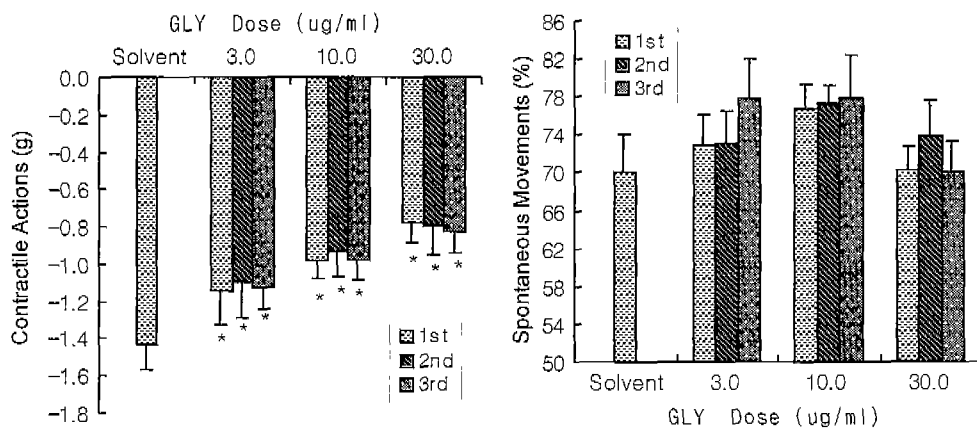 GLY Dose (ug/ml)
Solvent 3.0 10.0 30.0
0.0
-0.2
-0.4
-0.6
-0.8
-1.0
-1.2
-1.4
-1.6
-1.8
Contractile Actions (g)
* * *
* * *
* * *
1st
2nd
3rd
86
82
78
74
70
66
62
58
54
50
Spontaneous Movements (%)
1st
2nd
3rd
Solvent 3.0 10.0 30.0
GLY Dose (ug/ml)